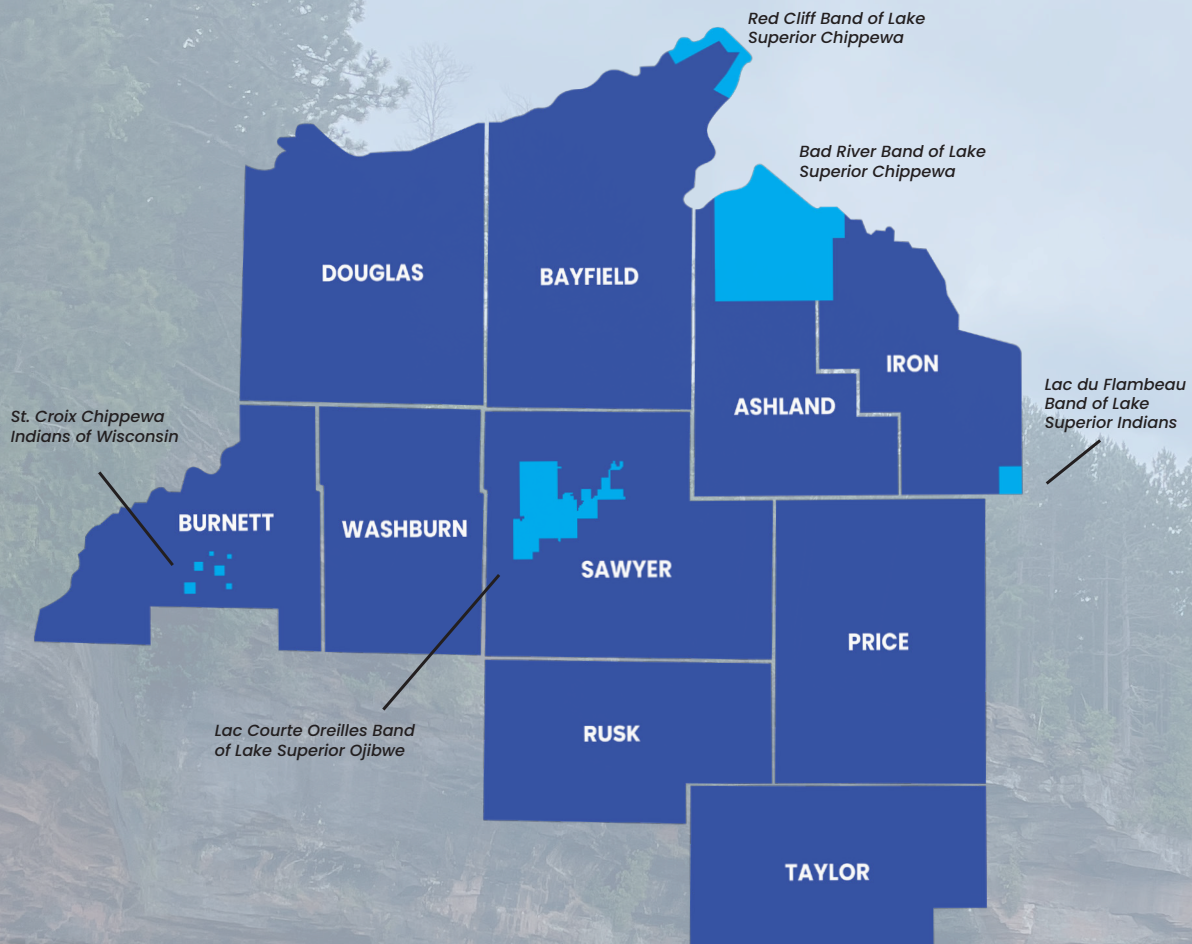 Red Cliff Band of Lake
Superior Chippewa
Bad River Band of Lake
Superior Chippewa
DOUGLAS
BAYFIELD
IRON
ASHLAND
Lac du Flambeau
Band of Lake
Superior Indians
St. Croix Chippewa
Indians of Wisconsin
BURNETT
WASHBURN
SAWYER
PRICE
Lac Courte Oreilles Band
of Lake Superior Ojibwe
RUSK
TAYLOR